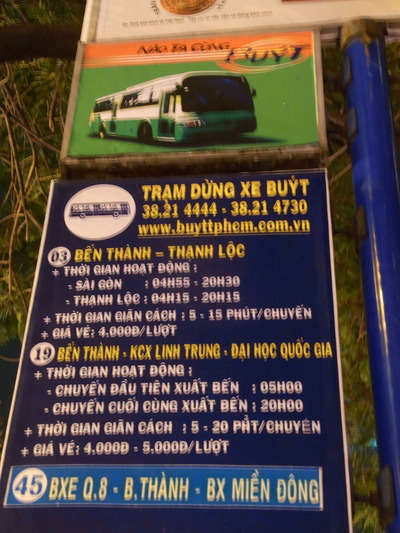 NÀO TA CÙNG BUÝT
TRẠM DỪNG XE BUÝT
38.21 4444 - 38.21 4730
www.buyttphcm.com.vn
03 BẾN THÀNH – THẠNH LỘC
+ THỜI GIAN HOẠT ĐỘNG :
- SÀI GÒN : 04H55 - 20H30
- THẠNH LỘC : 04H15 - 20H15
+ THỜI GIAN GIÃN CÁCH : 5 - 15 PHÚT/CHUYẾN
+ GIÁ VÉ: 4.000Đ/LƯỢT
19 BẾN THÀNH - KCX LINH TRUNG - ĐẠI HỌC QUỐC GIA
+ THỜI GIAN HOẠT ĐỘNG :
- CHUYẾN ĐẦU TIÊN XUẤT BẾN : 05H00
- CHUYẾN CUỐI CÙNG XUẤT BẾN : 20H00
+ THỜI GIAN GIÃN CÁCH : 5 - 20 PHÚT/CHUYẾN
+ GIÁ VÉ: 4.000Đ - 5.000Đ/LƯỢT
45 BXE Q.8 - B.THÀNH - BX MIỀN ĐÔNG